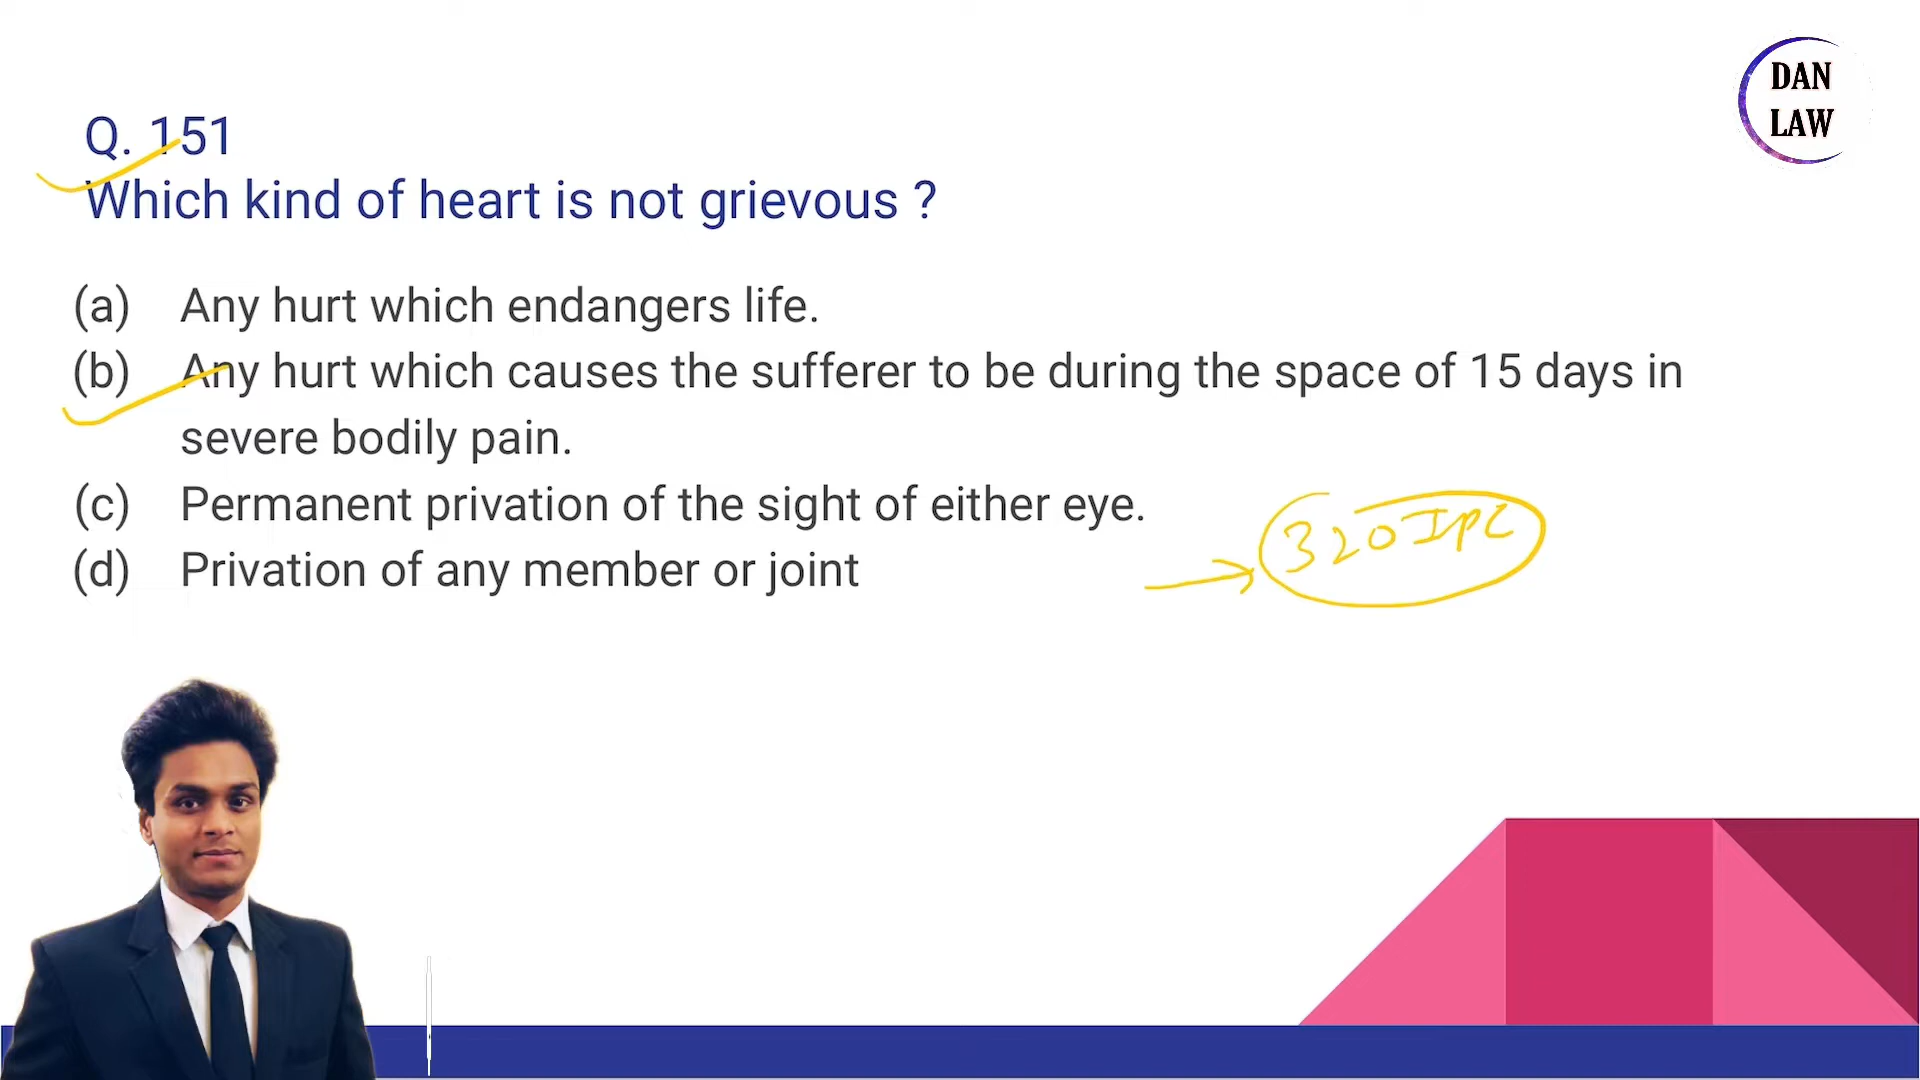 DAN
LAW
Q. 151
Which kind of heart is not grievous ?
(a) Any hurt which endangers life.
(b) Any hurt which causes the sufferer to be during the space of 15 days in
severe bodily pain.
(c) Permanent privation of the sight of either eye.
(d) Privation of any member or joint
320 IPC